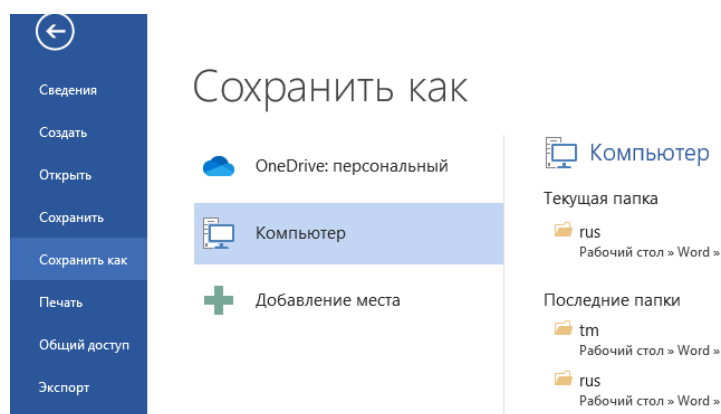 Сведения
Создать
Открыть
Сохранить
Сохранить как
Печать
Общий доступ
Экспорт
Сохранить как
OneDrive: персональный
Компьютер
Добавление места
Компьютер
Текущая папка
rus
Рабочий стол » Word »
Последние папки
tm
Рабочий стол » Word »
rus
Рабочий стол » Word »